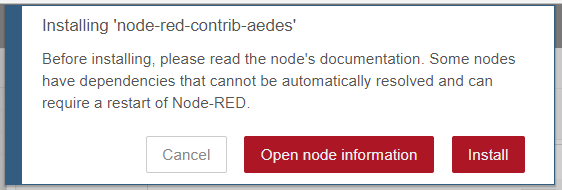 Installing 'node-red-contrib-aedes'
Before installing, please read the node's documentation. Some nodes
have dependencies that cannot be automatically resolved and can
require a restart of Node-RED.
Cancel Open node information Install